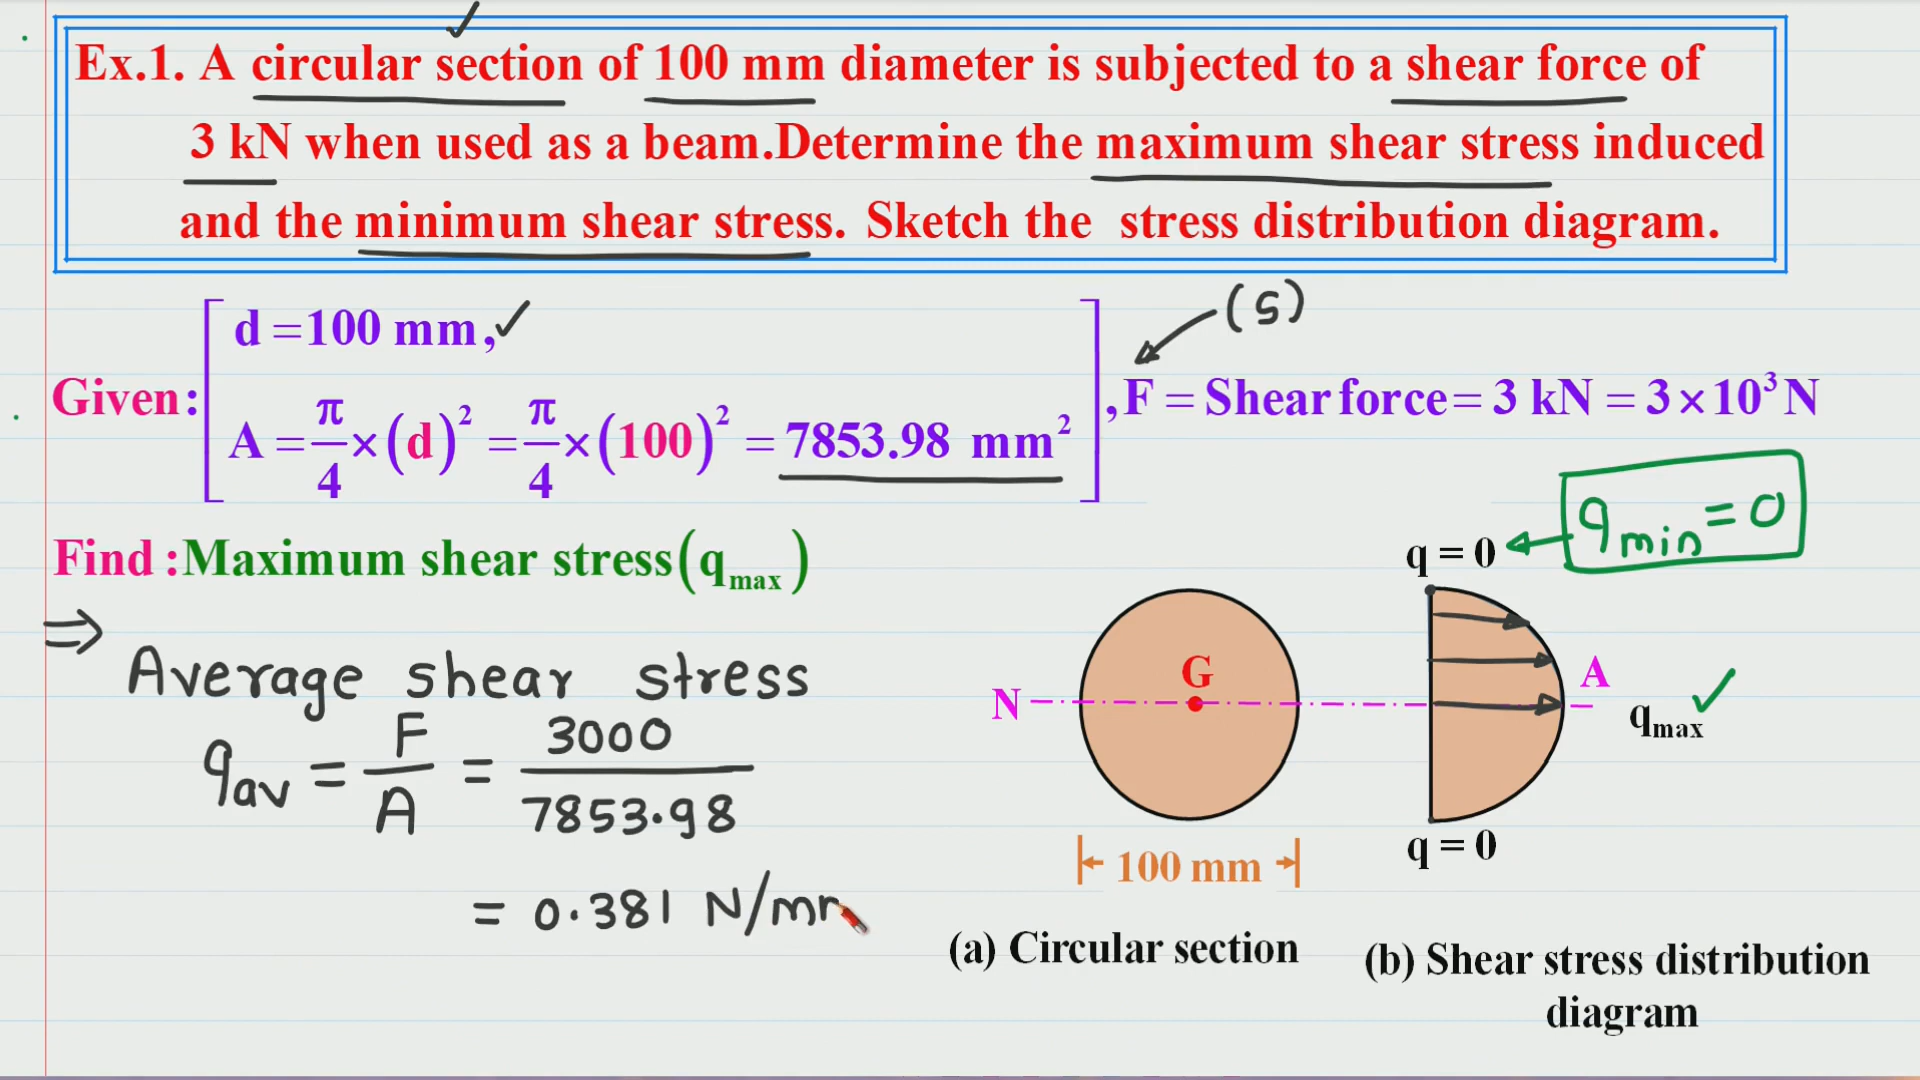 Ex.1. A circular section of 100 mm diameter is subjected to a shear force of
3 kN when used as a beam.Determine the maximum shear stress induced
and the minimum shear stress. Sketch the stress distribution diagram.
Given: [ d = 100 mm,
A = π/4 × (d)² = π/4 × (100)² = 7853.98 mm² ] , F = Shear force = 3 kN = 3 × 10³ N
(S)
Find : Maximum shear stress (qmax)
qmin = 0
q = 0
⇒
Average shear stress
qav = F/A = 3000/7853.98
= 0.381 N/mm
G
N
A
qmax
q = 0
100 mm
(a) Circular section
(b) Shear stress distribution
diagram